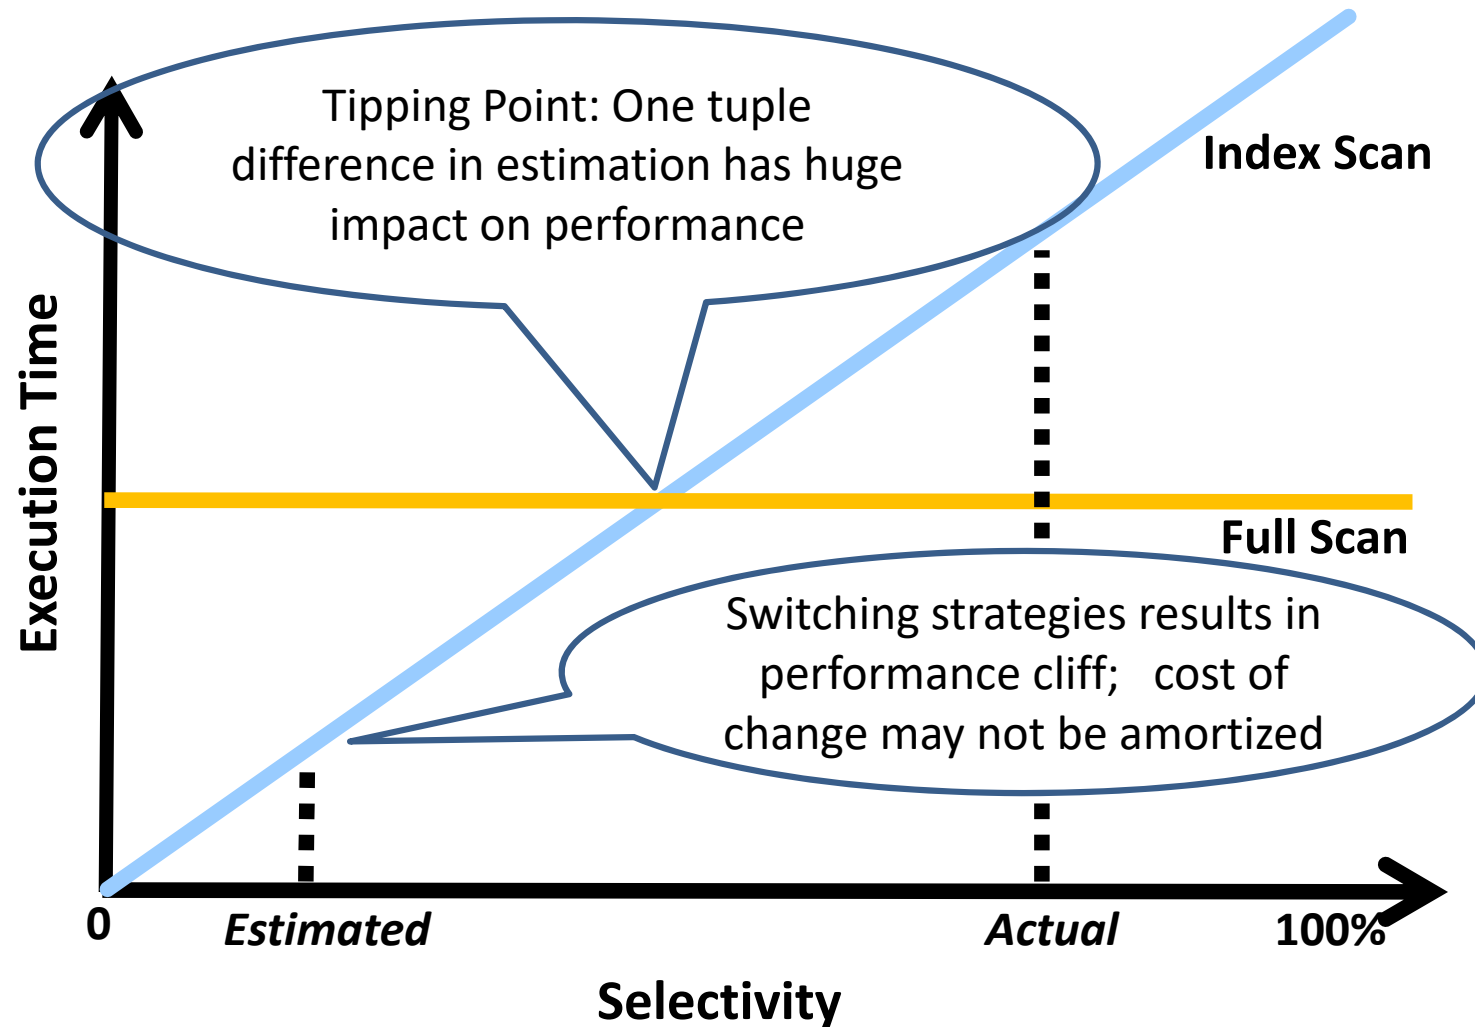 Tipping Point: One tuple
difference in estimation has huge
impact on performance
Index Scan
Execution Time
Full Scan
Switching strategies results in
performance cliff;   cost of
change may not be amortized
0
Estimated
Actual
100%
Selectivity